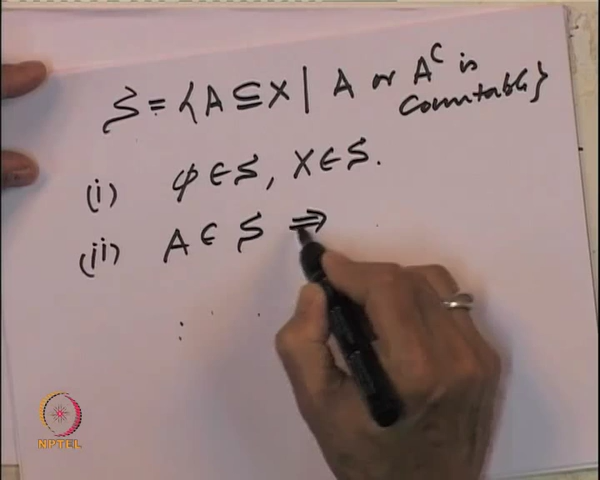 S = {A ⊆ X | A or A^c is
countable}
(i) φ ∈ S, X ∈ S.
(ii) A ∈ S ⇒
NPTEL